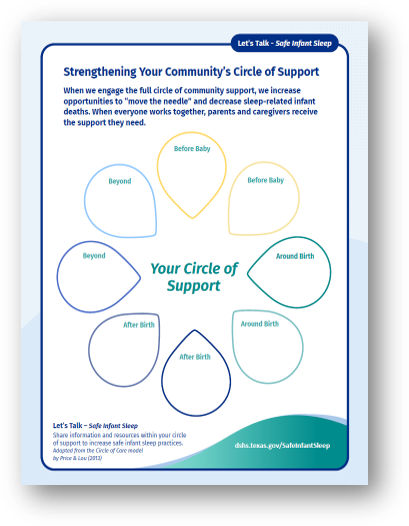 Let's Talk – Safe Infant Sleep
Strengthening Your Community's Circle of Support
When we engage the full circle of community support, we increase
opportunities to "move the needle" and decrease sleep-related infant
deaths. When everyone works together, parents and caregivers receive
the support they need.
Before Baby
Beyond
Before Baby
Beyond
Around Birth
Your Circle of
Support
After Birth
Around Birth
After Birth
Let's Talk – Safe Infant Sleep
Share information and resources within your circle
of support to increase safe infant sleep practices.
Adapted from the Circle of Care model
by Price & Lou (2013)
dshs.texas.gov/SafeInfantSleep